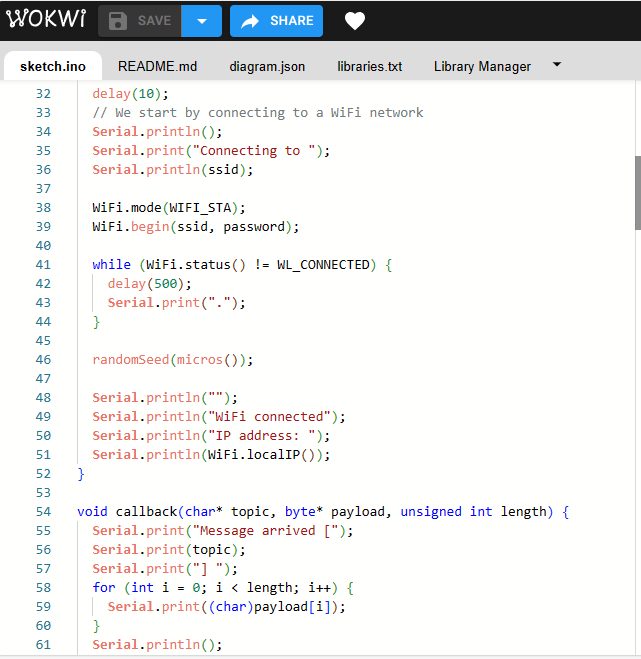 WOKWI SAVE SHARE
sketch.ino README.md diagram.json libraries.txt Library Manager
32 delay(10);
33 // We start by connecting to a WiFi network
34 Serial.println();
35 Serial.print("Connecting to ");
36 Serial.println(ssid);
37
38 WiFi.mode(WIFI_STA);
39 WiFi.begin(ssid, password);
40
41 while (WiFi.status() != WL_CONNECTED) {
42 delay(500);
43 Serial.print(".");
44 }
45
46 randomSeed(micros());
47
48 Serial.println("");
49 Serial.println("WiFi connected");
50 Serial.println("IP address: ");
51 Serial.println(WiFi.localIP());
52 }
53
54 void callback(char* topic, byte* payload, unsigned int length) {
55 Serial.print("Message arrived [");
56 Serial.print(topic);
57 Serial.print("] ");
58 for (int i = 0; i < length; i++) {
59 Serial.print((char)payload[i]);
60 }
61 Serial.println();